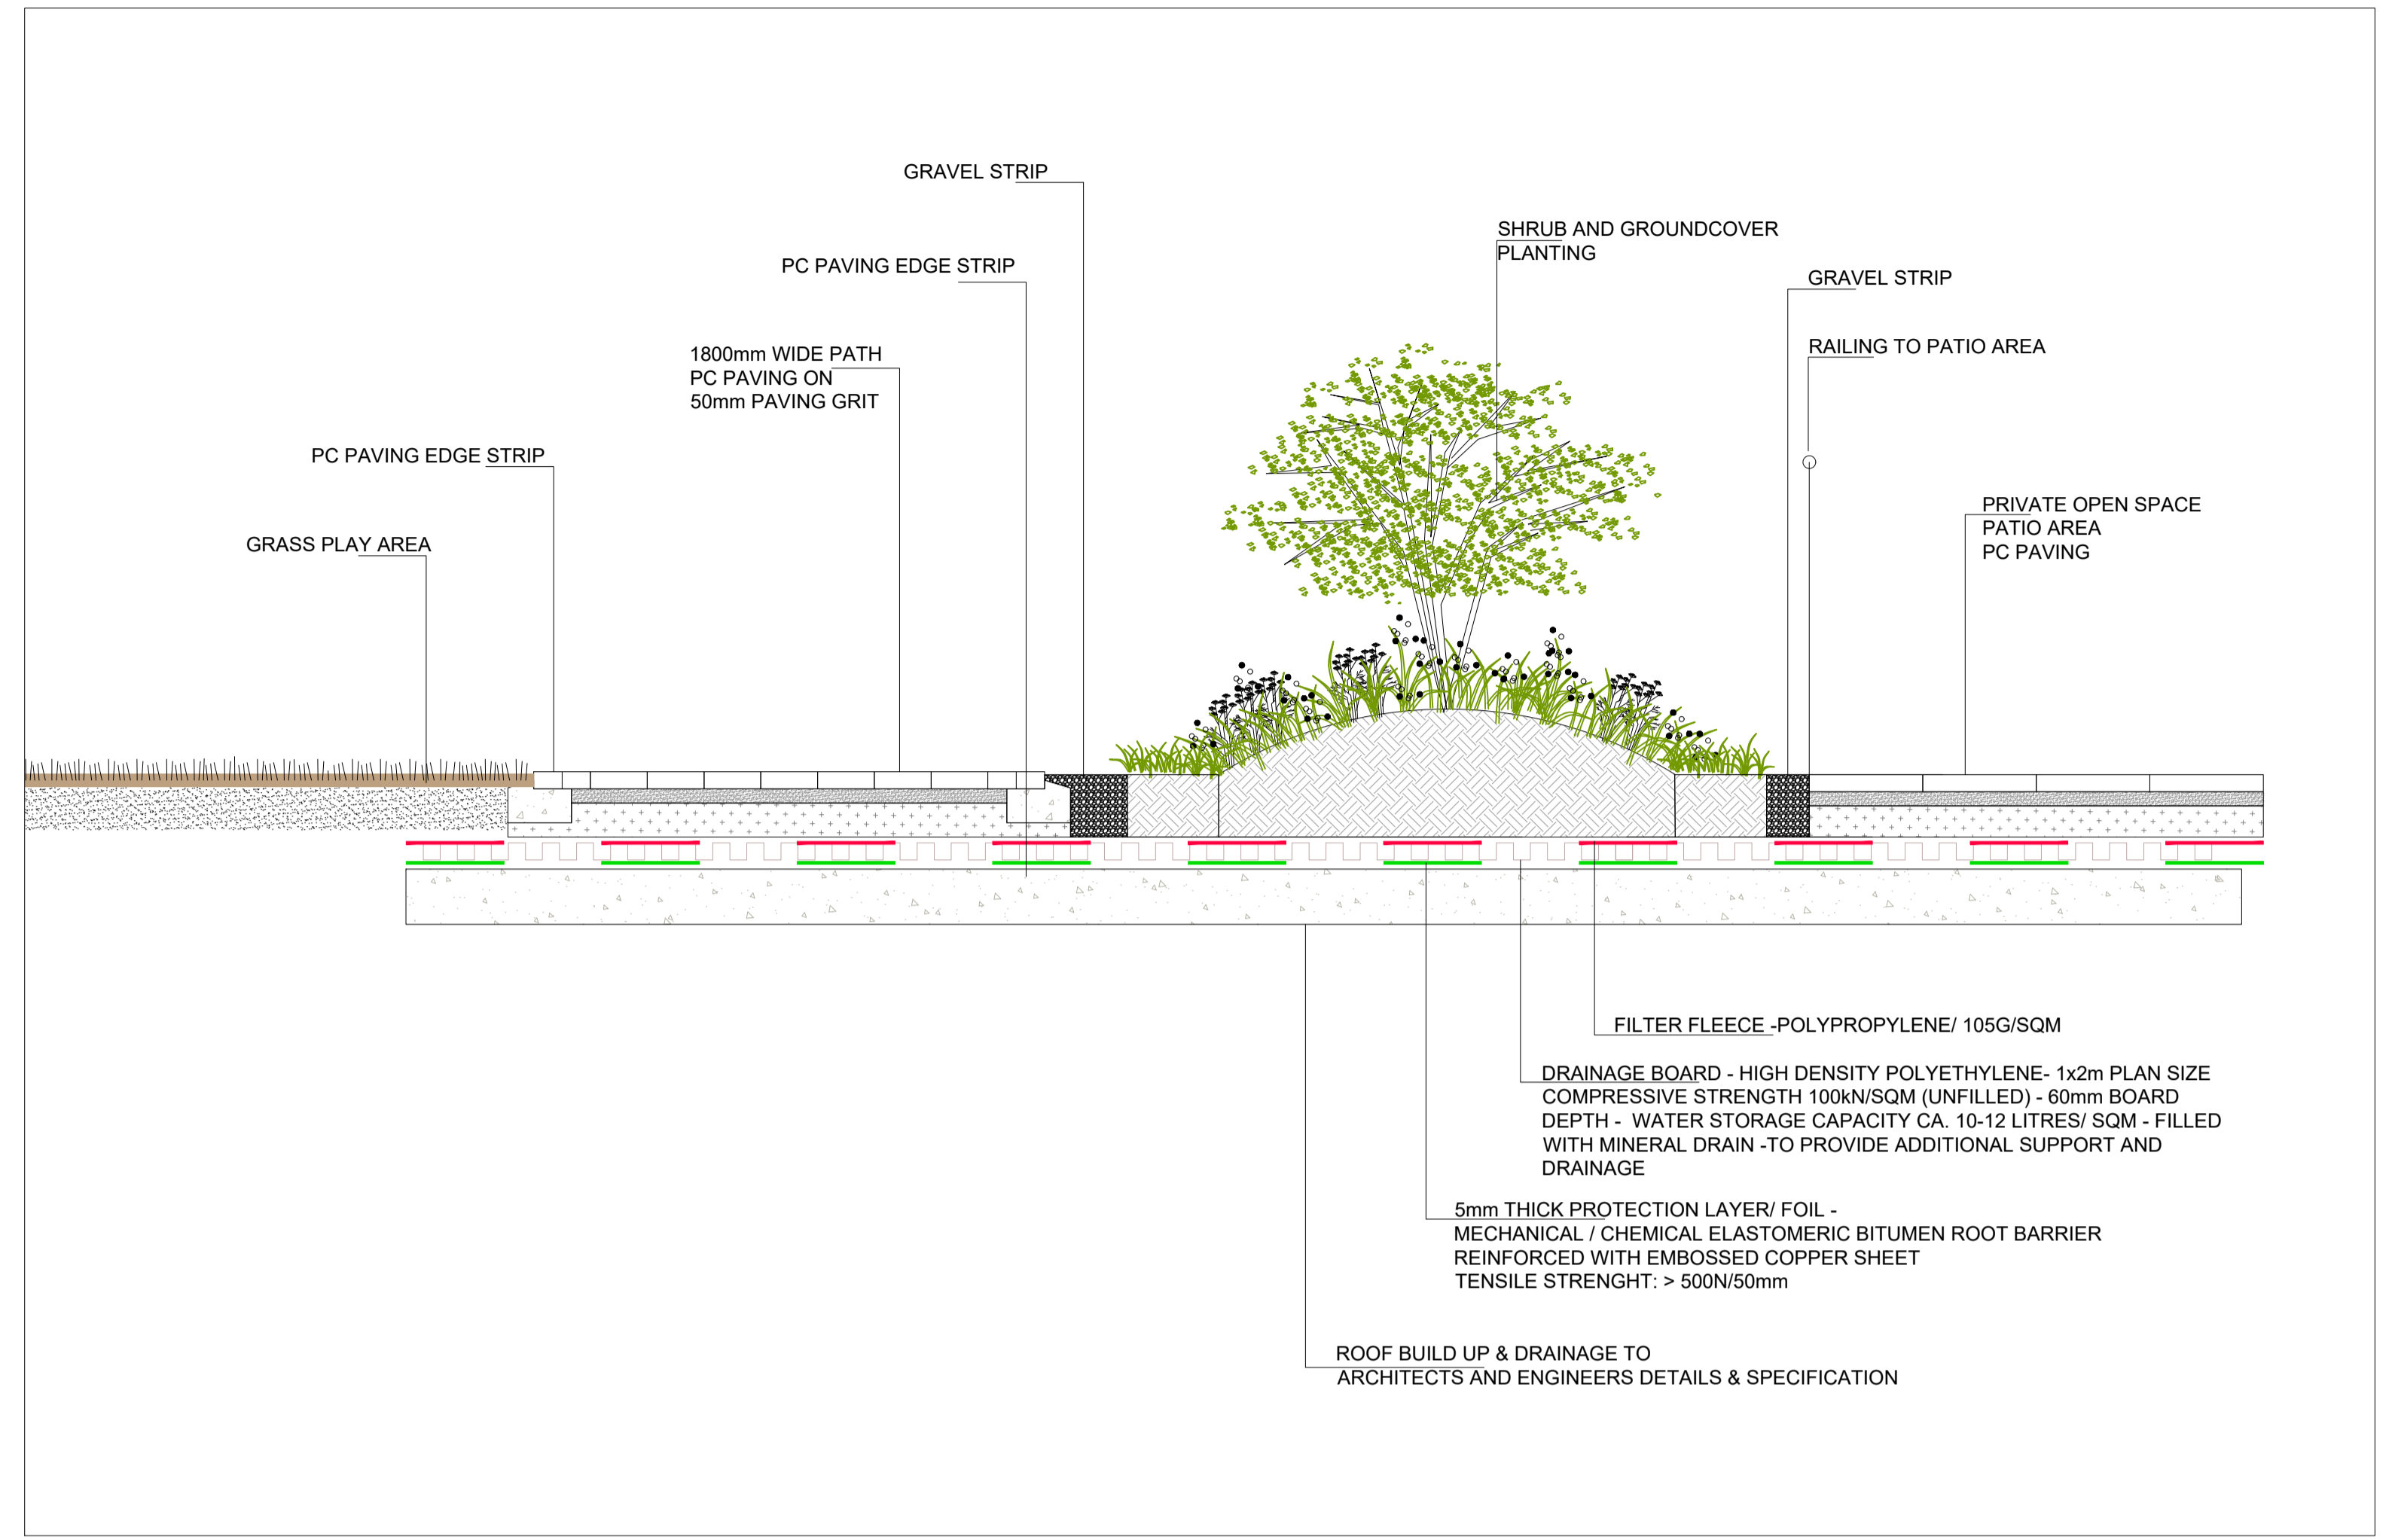 GRAVEL STRIP
SHRUB AND GROUNDCOVER
PLANTING
PC PAVING EDGE STRIP
GRAVEL STRIP
1800mm WIDE PATH
PC PAVING ON
50mm PAVING GRIT
RAILING TO PATIO AREA
PC PAVING EDGE STRIP
PRIVATE OPEN SPACE
PATIO AREA
PC PAVING
GRASS PLAY AREA
FILTER FLEECE -POLYPROPYLENE/ 105G/SQM
DRAINAGE BOARD - HIGH DENSITY POLYETHYLENE- 1x2m PLAN SIZE
COMPRESSIVE STRENGTH 100kN/SQM (UNFILLED) - 60mm BOARD
DEPTH - WATER STORAGE CAPACITY CA. 10-12 LITRES/ SQM - FILLED
WITH MINERAL DRAIN -TO PROVIDE ADDITIONAL SUPPORT AND
DRAINAGE
5mm THICK PROTECTION LAYER/ FOIL -
MECHANICAL / CHEMICAL ELASTOMERIC BITUMEN ROOT BARRIER
REINFORCED WITH EMBOSSED COPPER SHEET
TENSILE STRENGHT: > 500N/50mm
ROOF BUILD UP & DRAINAGE TO
ARCHITECTS AND ENGINEERS DETAILS & SPECIFICATION